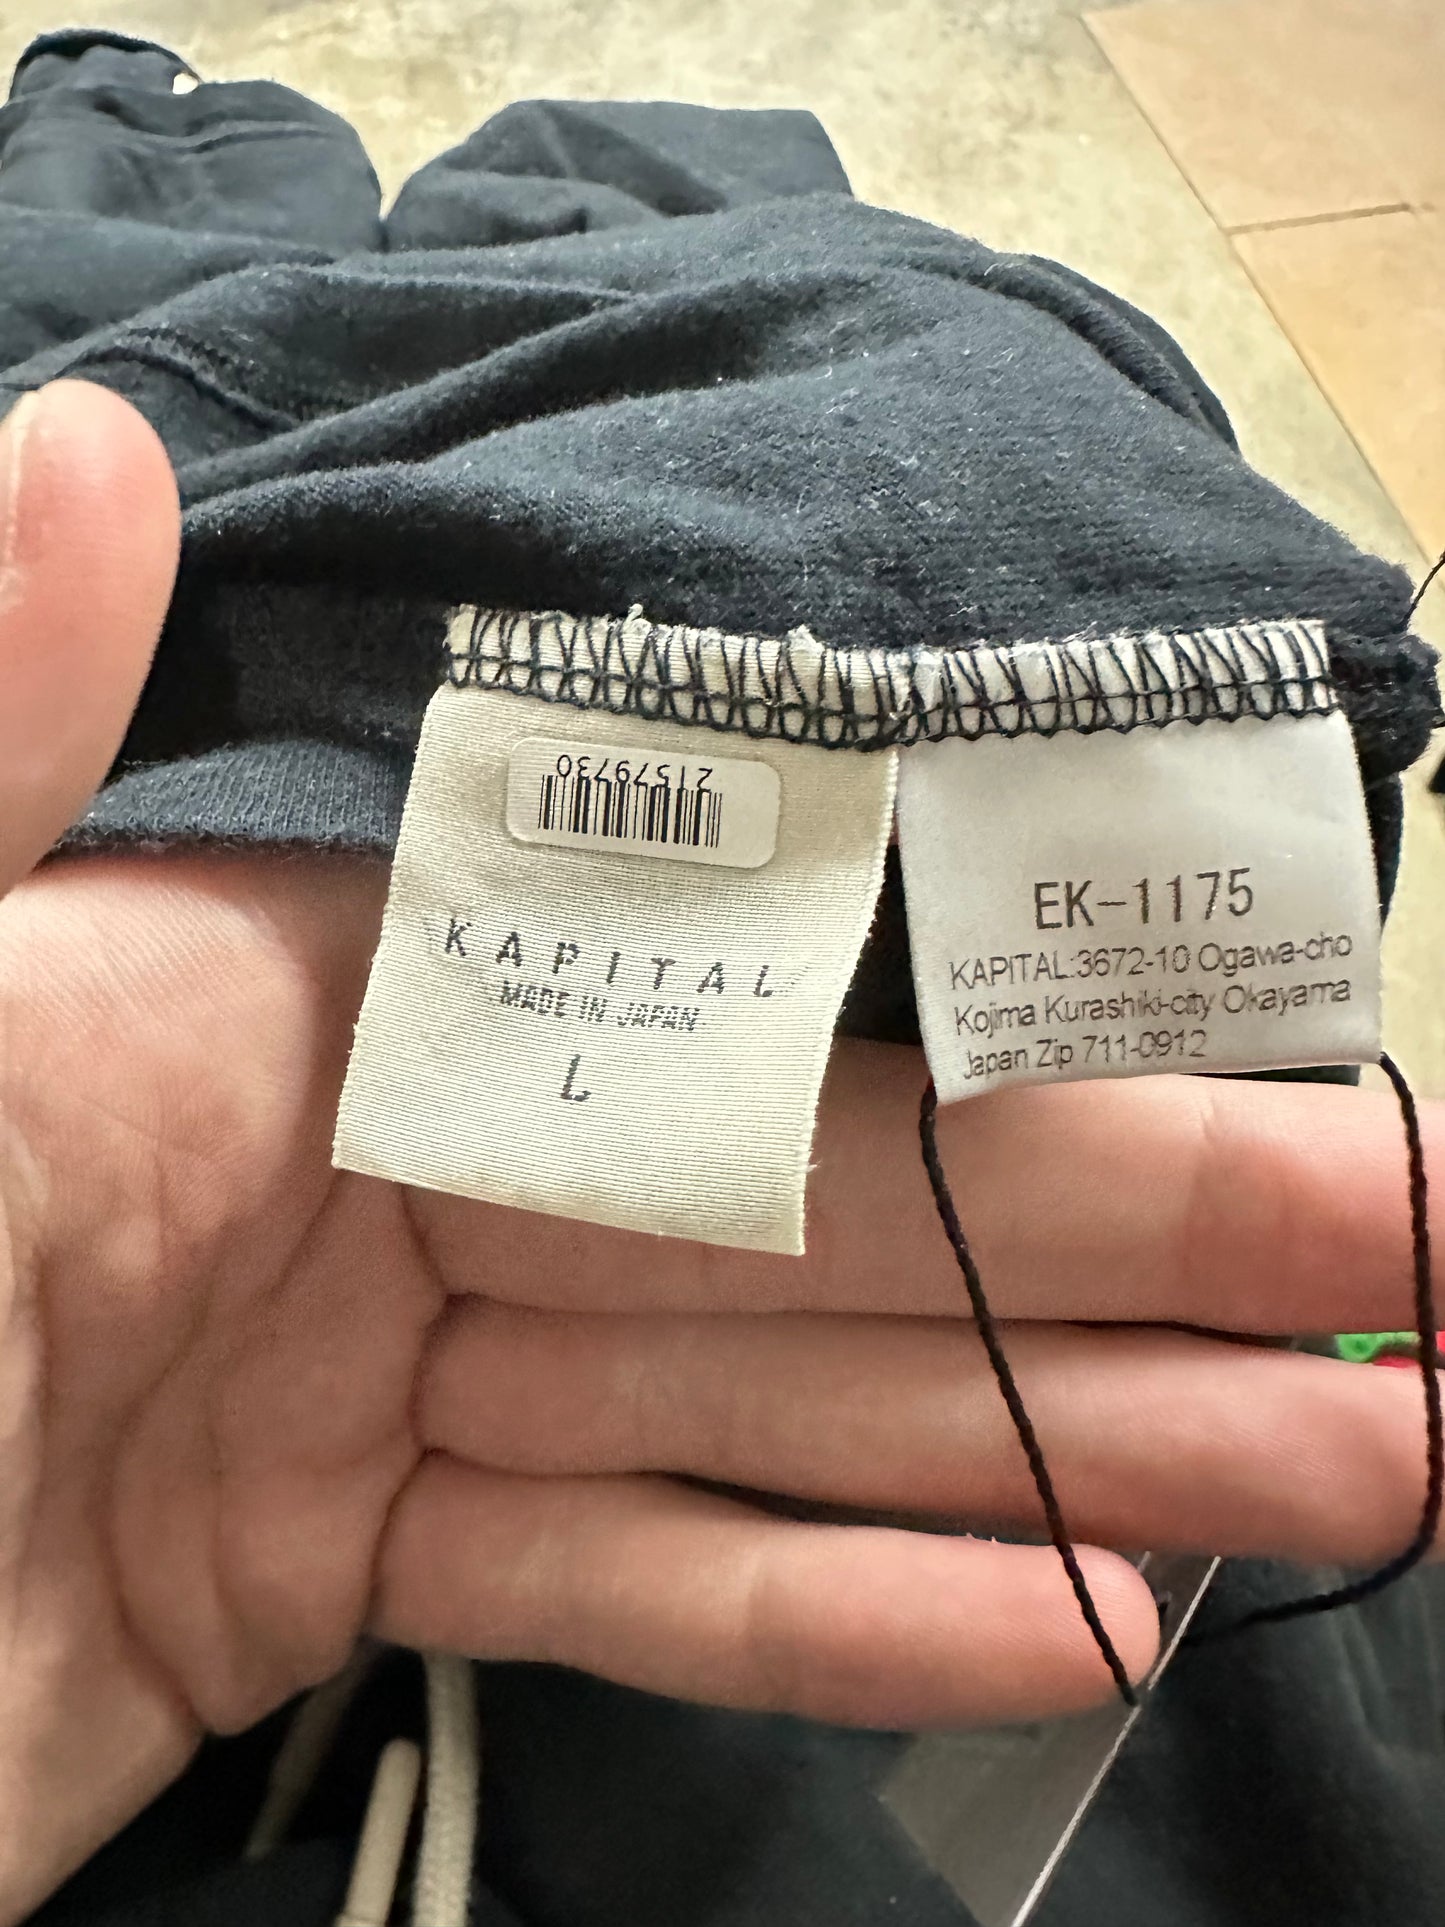 21579730
KAPITAL
MADE IN JAPAN
L
EK-1175
KAPITAL:3672-10 Ogawa-cho
Kojima Kurashiki-city Okayama
Japan Zip 711-0912